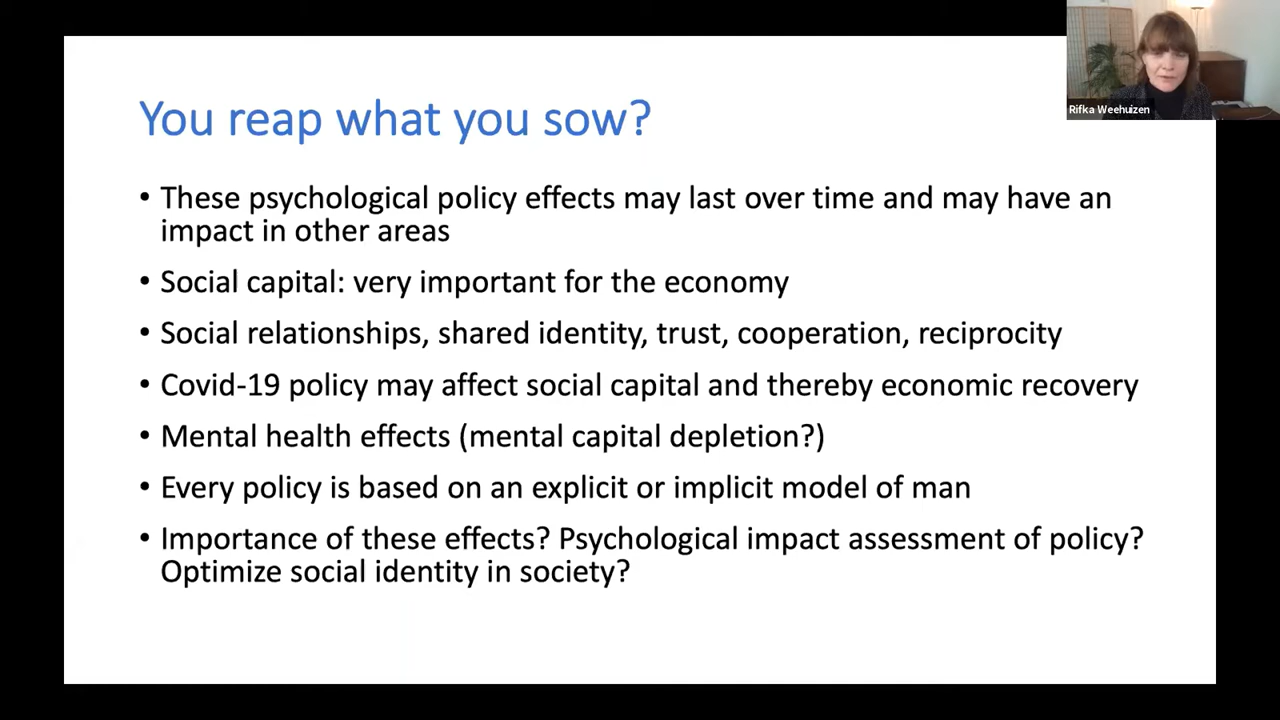 You reap what you sow?
Rifka Weehuizen
• These psychological policy effects may last over time and may have an
impact in other areas
• Social capital: very important for the economy
• Social relationships, shared identity, trust, cooperation, reciprocity
• Covid-19 policy may affect social capital and thereby economic recovery
• Mental health effects (mental capital depletion?)
• Every policy is based on an explicit or implicit model of man
• Importance of these effects? Psychological impact assessment of policy?
Optimize social identity in society?